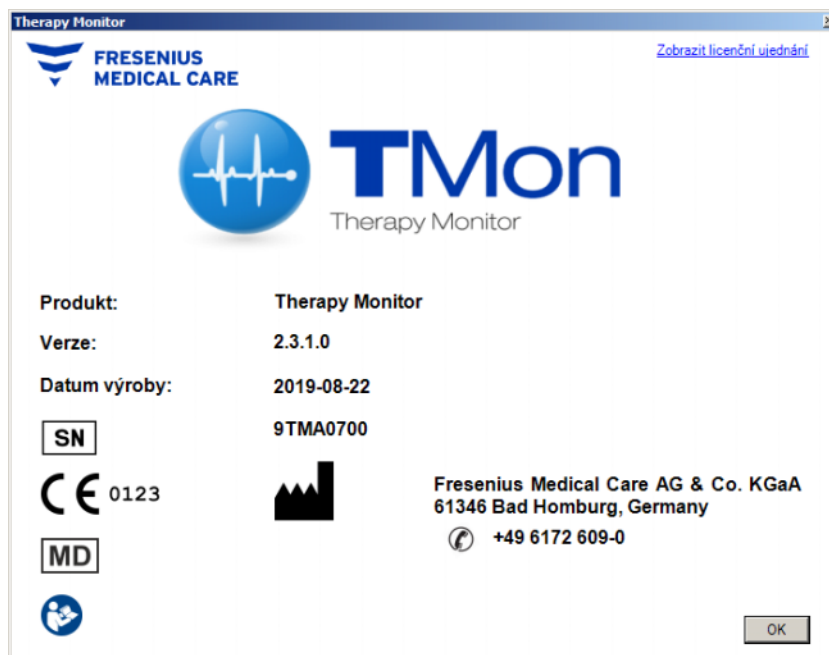 Therapy Monitor
FRESENIUS
MEDICAL CARE
Zobrazit licenční ujednání
TMon
Therapy Monitor
Produkt: Therapy Monitor
Verze: 2.3.1.0
Datum výroby: 2019-08-22
SN 9TMA0700
CE 0123
Fresenius Medical Care AG & Co. KGaA
61346 Bad Homburg, Germany
+49 6172 609-0
MD
OK